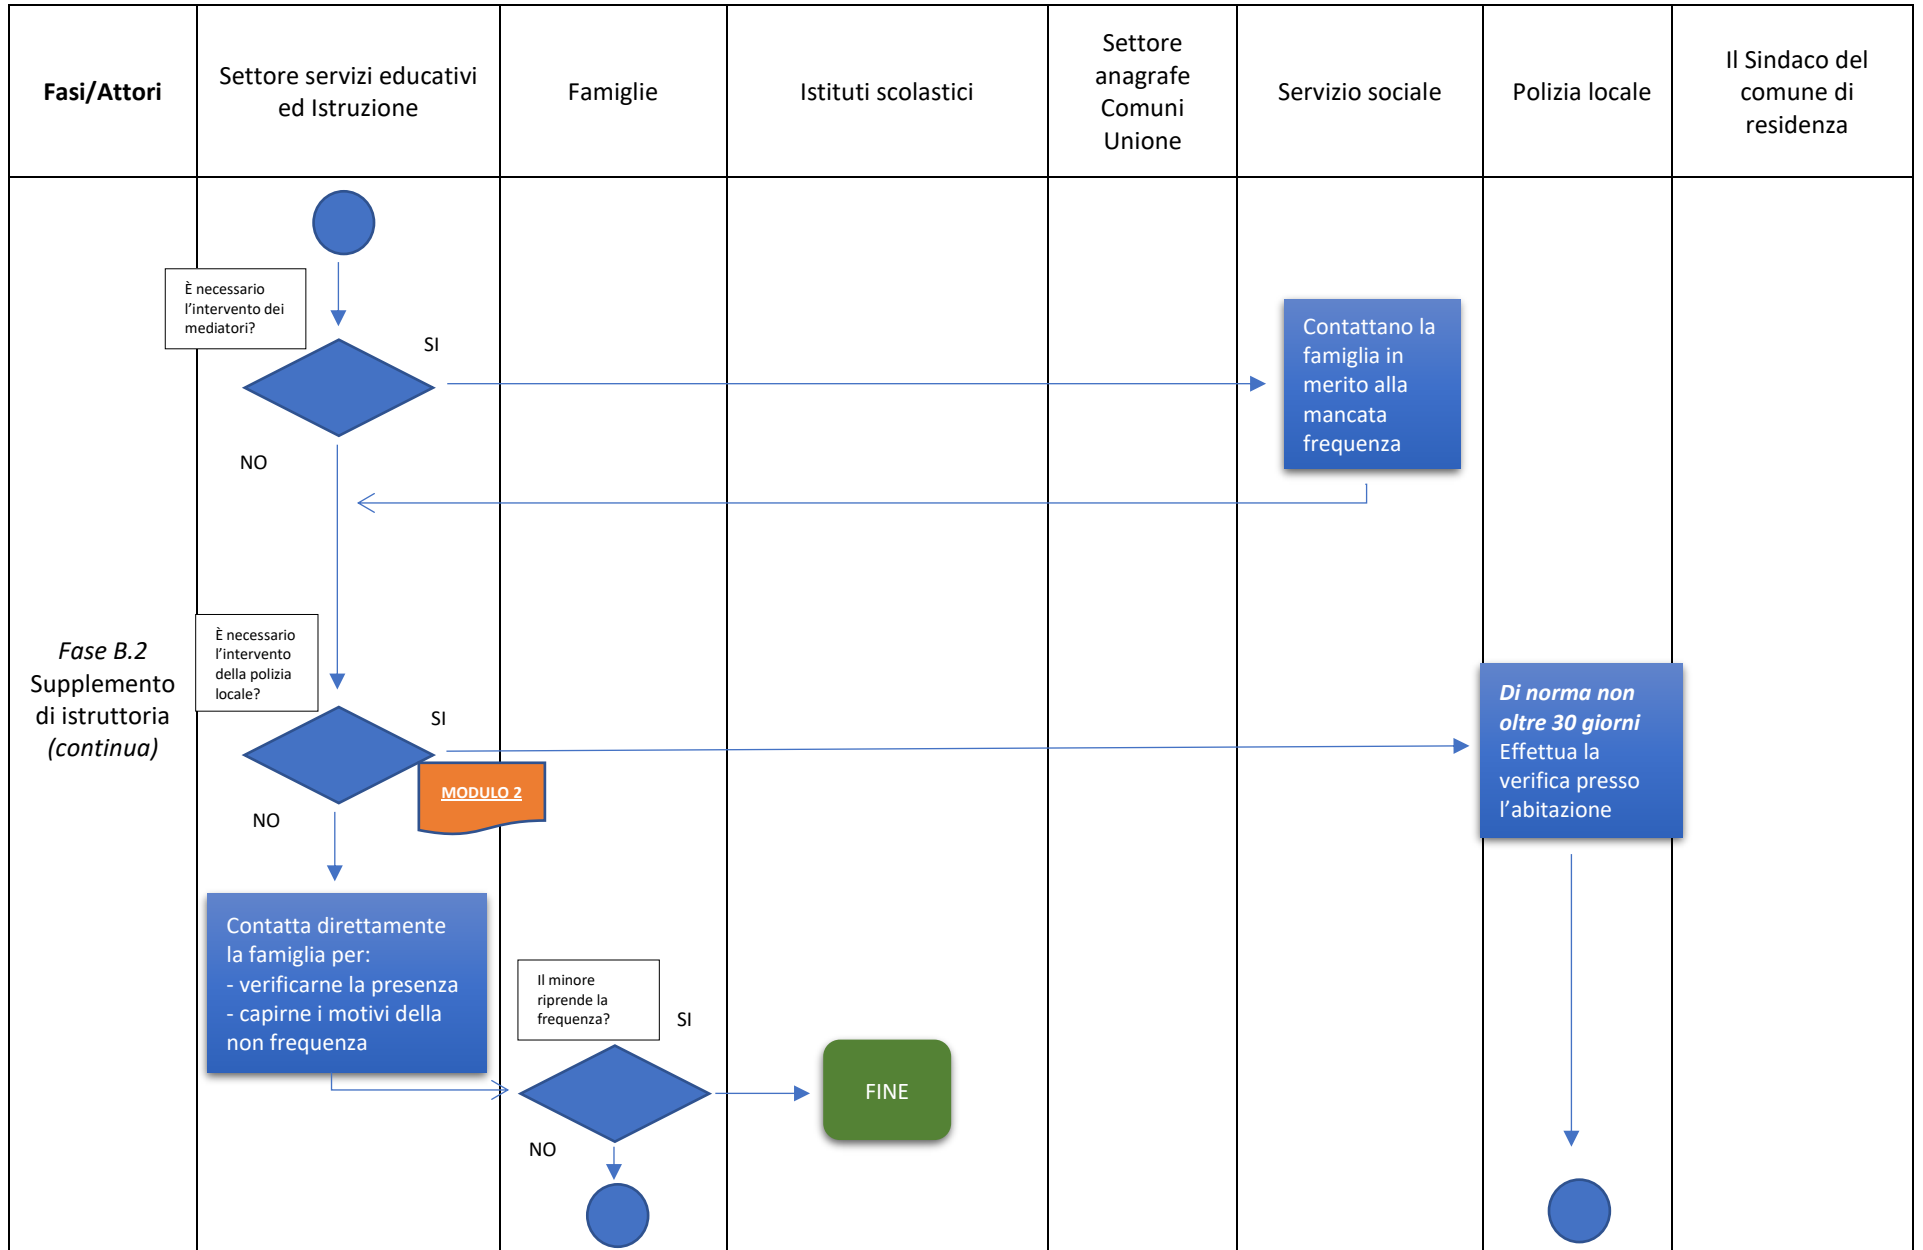 Fasi/Attori
Settore servizi educativi
ed Istruzione
Famiglie
Istituti scolastici
Settore
anagrafe
Comuni
Unione
Servizio sociale
Polizia locale
Il Sindaco del
comune di
residenza
Fase B.2
Supplemento
di istruttoria
(continua)
È necessario
l'intervento dei
mediatori?
SI
NO
Contattano la
famiglia in
merito alla
mancata
frequenza
È necessario
l'intervento
della polizia
locale?
SI
MODULO 2
NO
Di norma non
oltre 30 giorni
Effettua la
verifica presso
l'abitazione
Contatta direttamente
la famiglia per:
- verificarne la presenza
- capirne i motivi della
non frequenza
Il minore
riprende la
frequenza?
SI
FINE
NO